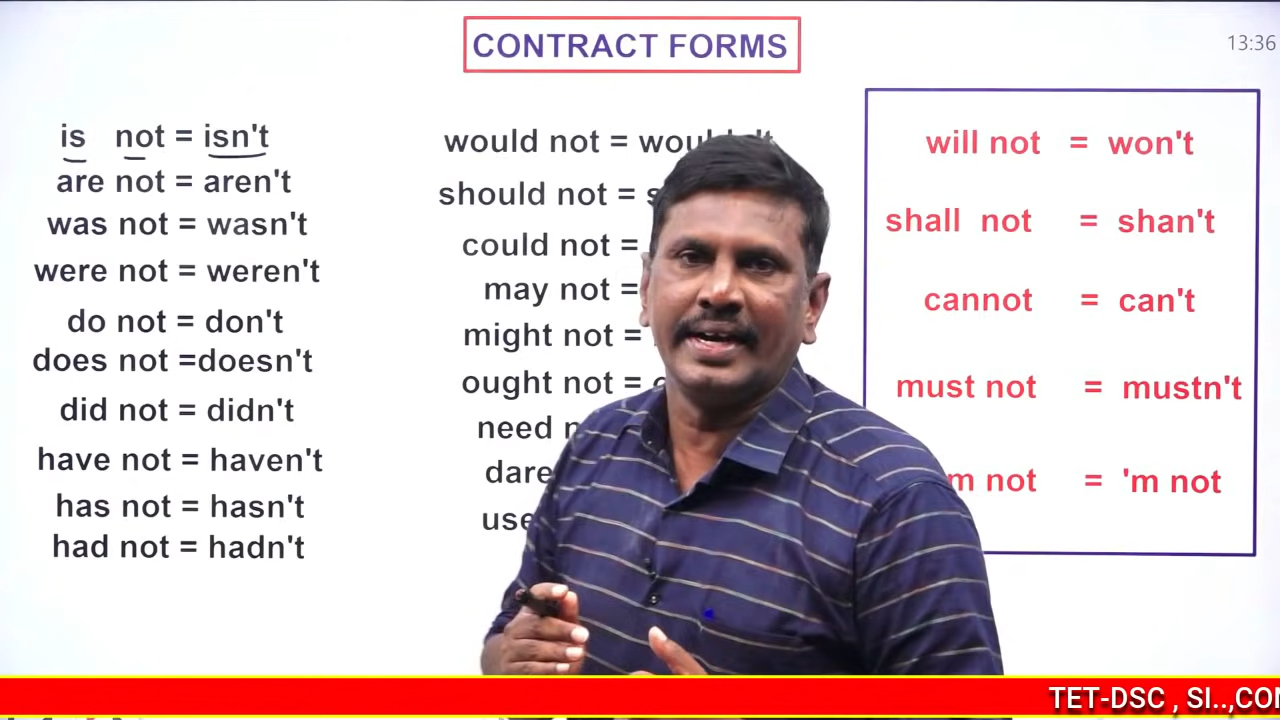 CONTRACT FORMS
13:36
is not = isn't
are not = aren't
was not = wasn't
were not = weren't
do not = don't
does not =doesn't
did not = didn't
have not = haven't
has not = hasn't
had not = hadn't
would not =
should not =
could not =
may not =
might not =
ought not =
need
dare
will not = won't
shall not = shan't
cannot = can't
must not = mustn't
not = 'm not
TET-DSC , SI..,